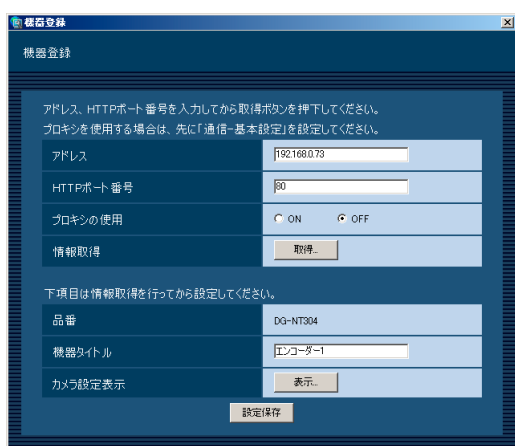 機器登録
機器登録
アドレス、HTTPポート番号を入力してから取得ボタンを押下してください。
プロキシを使用する場合は、先に「通信-基本設定」を設定してください。
アドレス 192.168.0.73
HTTPポート番号 80
プロキシの使用 ON OFF
情報取得 取得...
下項目は情報取得を行ってから設定してください。
品番 DG-NT304
機器タイトル エンコーダー1
カメラ設定表示 表示...
設定保存